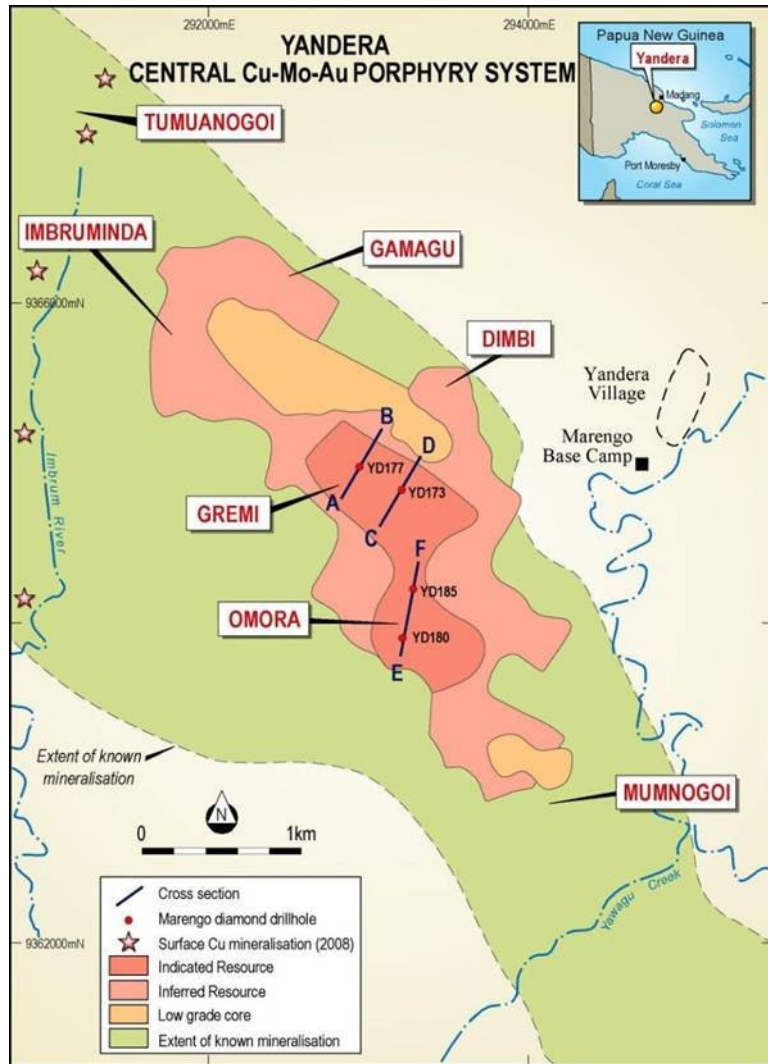 292000mE
294000mE
YANDERA
CENTRAL Cu-Mo-Au PORPHYRY SYSTEM
Papua New Guinea
Yandera
Madang
Solomon
Sea
Port Moresby
Coral Sea
TUMUANOGOI
IMBRUMINDA
GAMAGU
9366000mN
DIMBI
Yandera
Village
Marengo
Base Camp
B
D
YD177
YD173
A
C
GREMI
Imbrum River
F
YD185
OMORA
YD180
E
Extent of known
mineralisation
MUMNOGOI
N
0
1km
Yawagu Creek
Cross section
Marengo diamond drillhole
Surface Cu mineralisation (2008)
9362000mN
Indicated Resource
Inferred Resource
Low grade core
Extent of known mineralisation